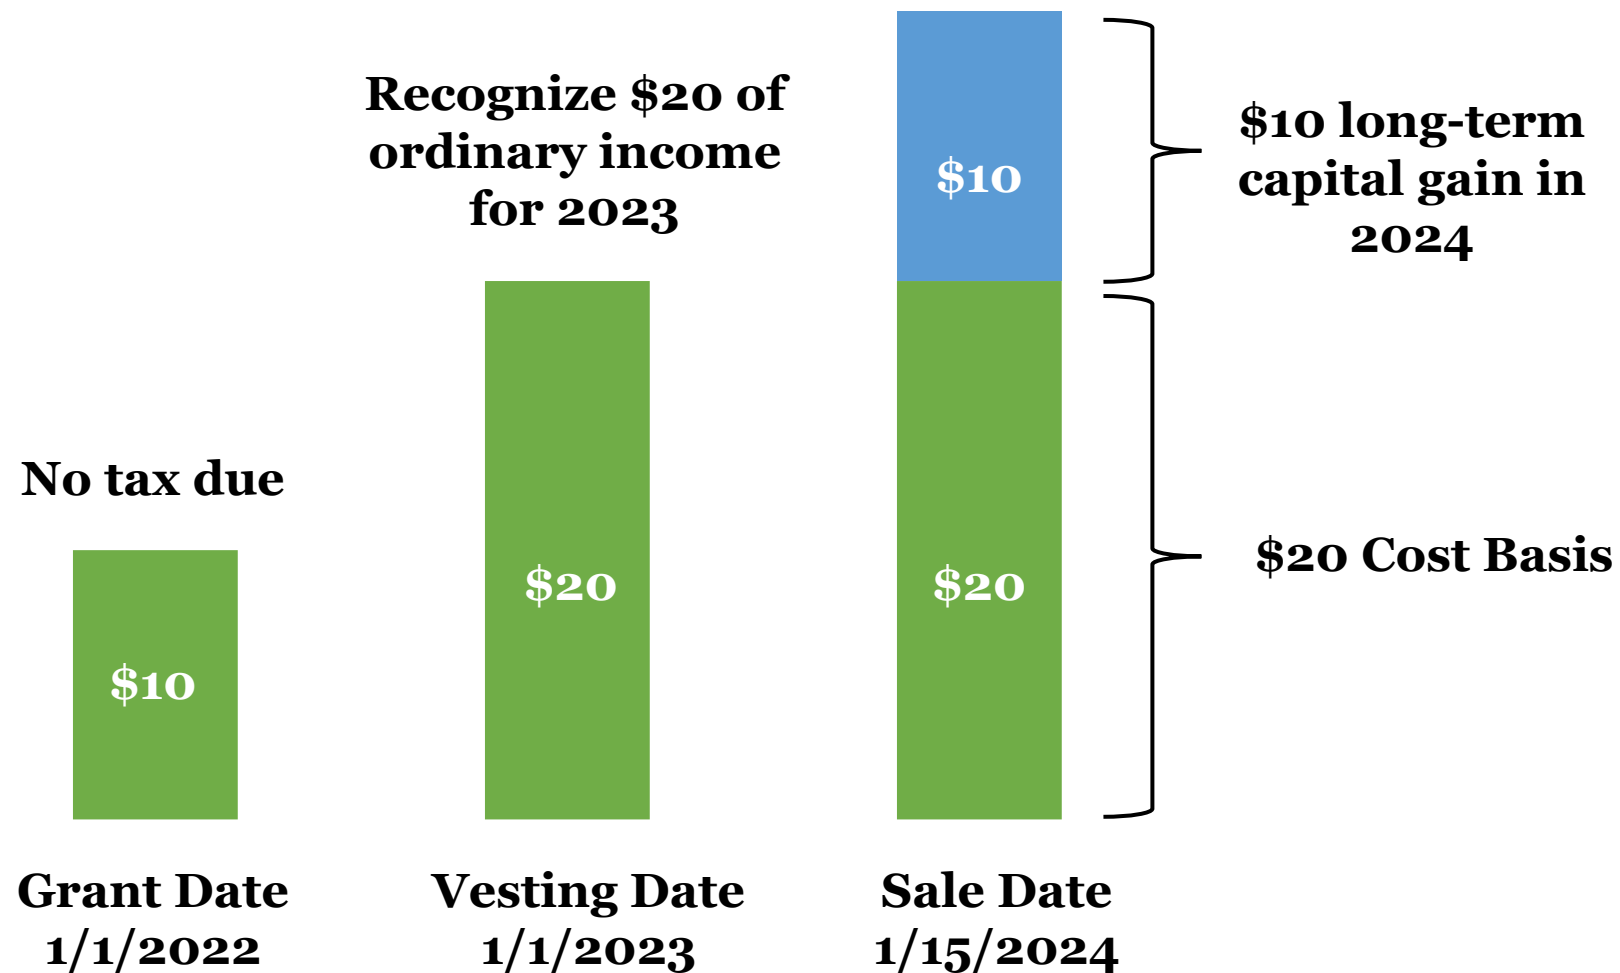 No tax due
$10
Grant Date
1/1/2022
Recognize $20 of
ordinary income
for 2023
$20
Vesting Date
1/1/2023
$10
$20
Sale Date
1/15/2024
$10 long-term
capital gain in
2024
$20 Cost Basis